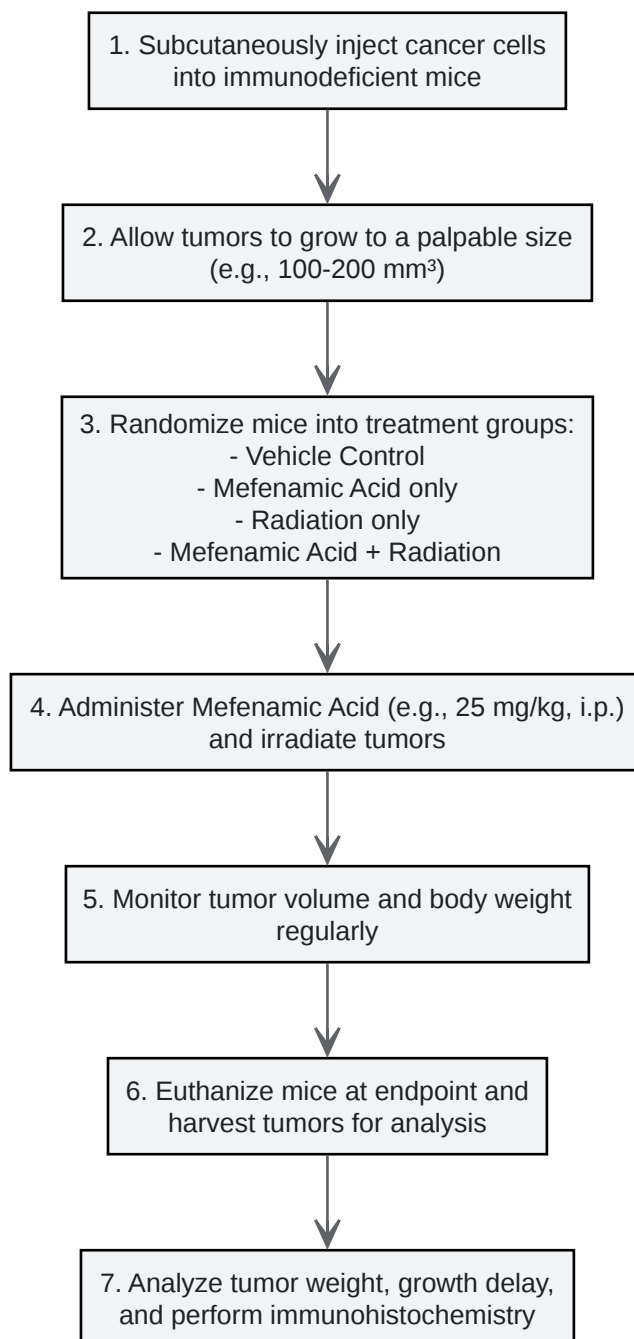 1. Subcutaneously inject cancer cells
into immunodeficient mice
2. Allow tumors to grow to a palpable size
(e.g., 100-200 mm³)
3. Randomize mice into treatment groups:
- Vehicle Control
- Mefenamic Acid only
- Radiation only
- Mefenamic Acid + Radiation
4. Administer Mefenamic Acid (e.g., 25 mg/kg, i.p.)
and irradiate tumors
5. Monitor tumor volume and body weight
regularly
6. Euthanize mice at endpoint and
harvest tumors for analysis
7. Analyze tumor weight, growth delay,
and perform immunohistochemistry